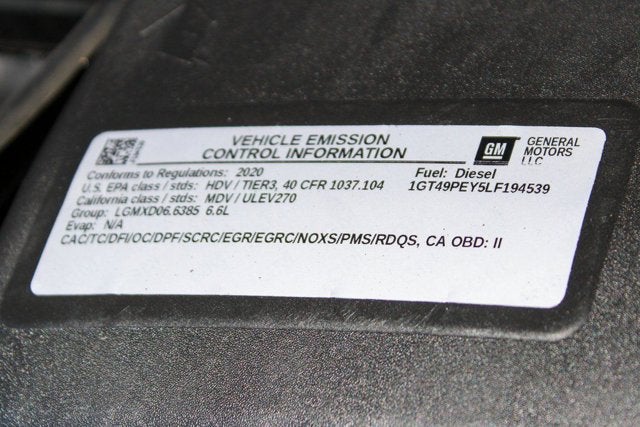 VEHICLE EMISSION
CONTROL INFORMATION
GM
GENERAL
MOTORS
LLC
Conforms to Regulations: 2020
Fuel: Diesel
U.S. EPA class / stds: HDV / TIER3, 40 CFR 1037.104
1GT49PEY5LF194539
California class / stds: MDV / ULEV270
Group: LGMXD06.6385 6.6L
Evap: N/A
CAC/TC/DFI/OC/DPF/SCRC/EGR/EGRC/NOXS/PMS/RDQS, CA OBD: II